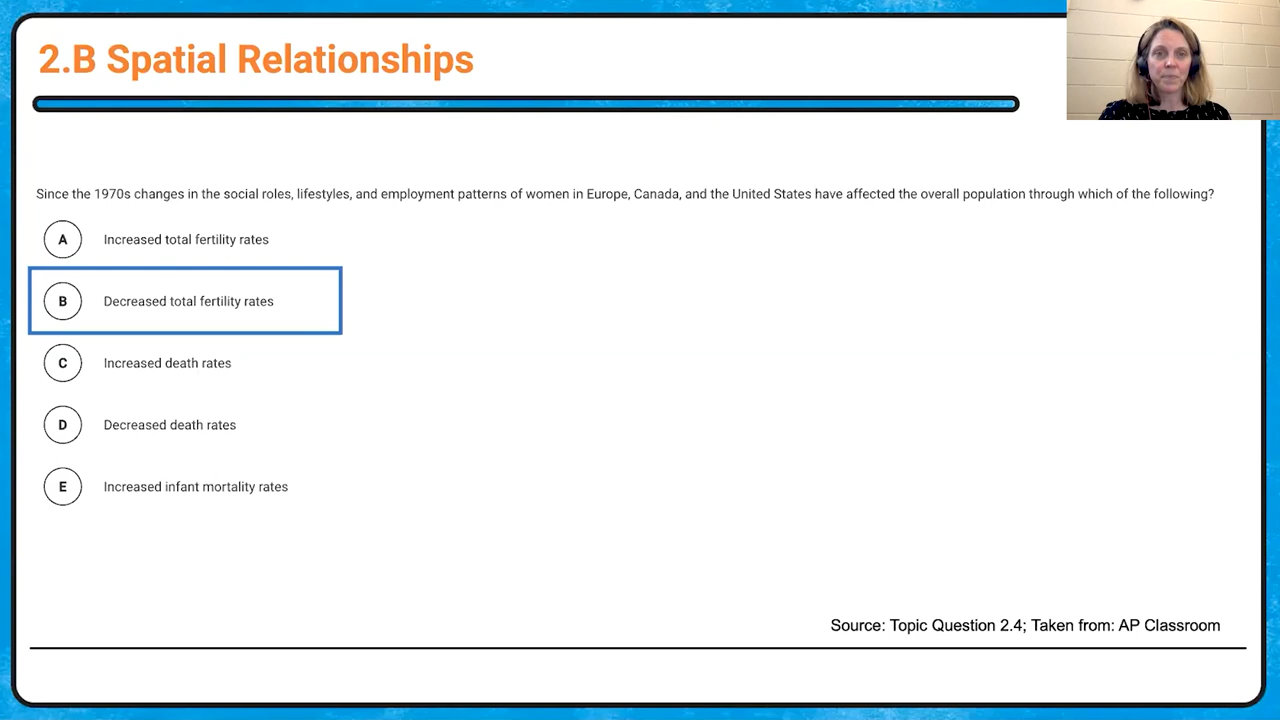 2.B Spatial Relationships
Since the 1970s changes in the social roles, lifestyles, and employment patterns of women in Europe, Canada, and the United States have affected the overall population through which of the following?
A Increased total fertility rates
B Decreased total fertility rates
C Increased death rates
D Decreased death rates
E Increased infant mortality rates
Source: Topic Question 2.4; Taken from: AP Classroom